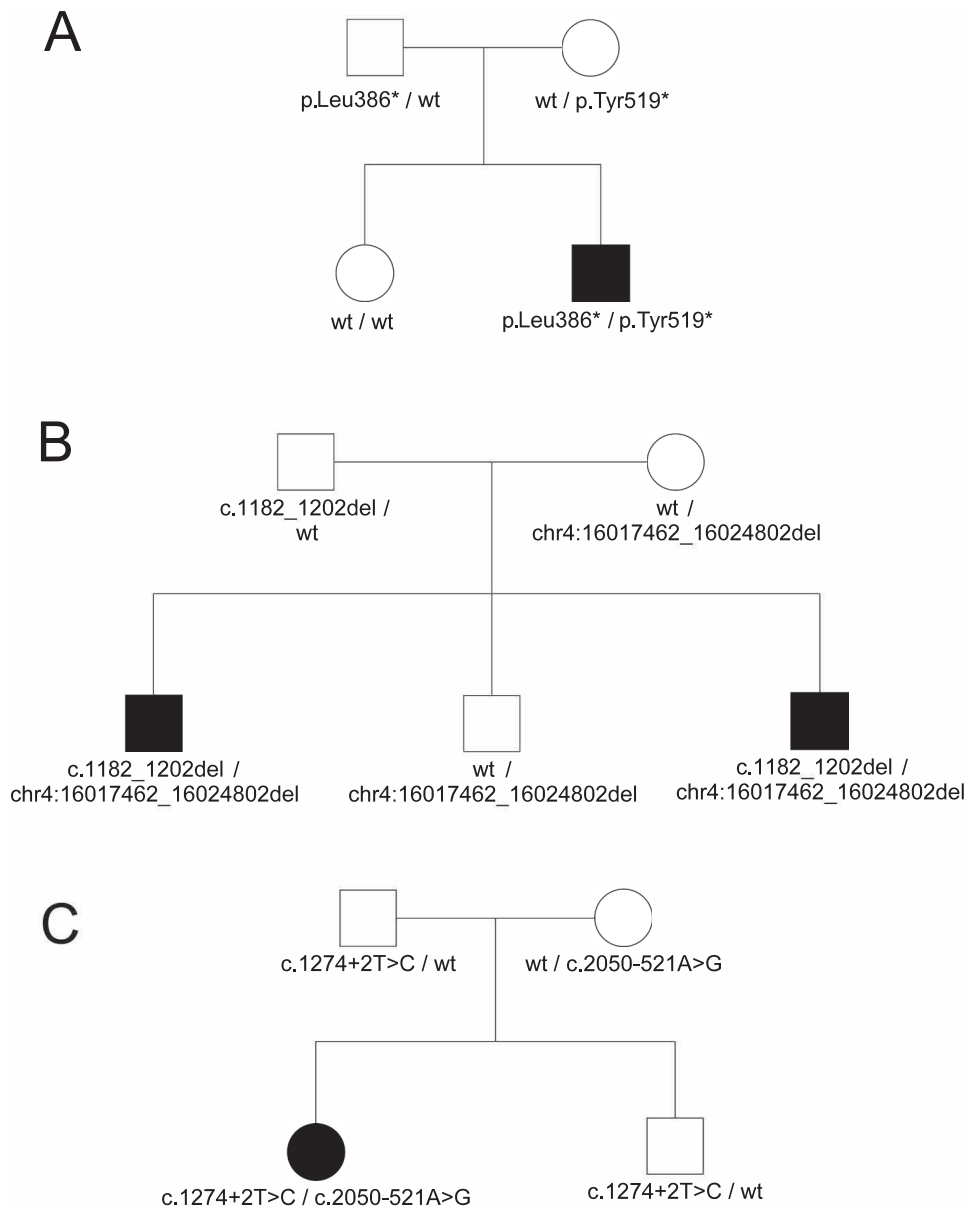 A
p.Leu386* / wt
wt / p.Tyr519*
wt / wt
p.Leu386* / p.Tyr519*
B
c.1182_1202del /
wt
wt /
chr4:16017462_16024802del
c.1182_1202del /
chr4:16017462_16024802del
wt /
chr4:16017462_16024802del
c.1182_1202del /
chr4:16017462_16024802del
C
c.1274+2T>C / wt
wt / c.2050-521A>G
c.1274+2T>C / c.2050-521A>G
c.1274+2T>C / wt